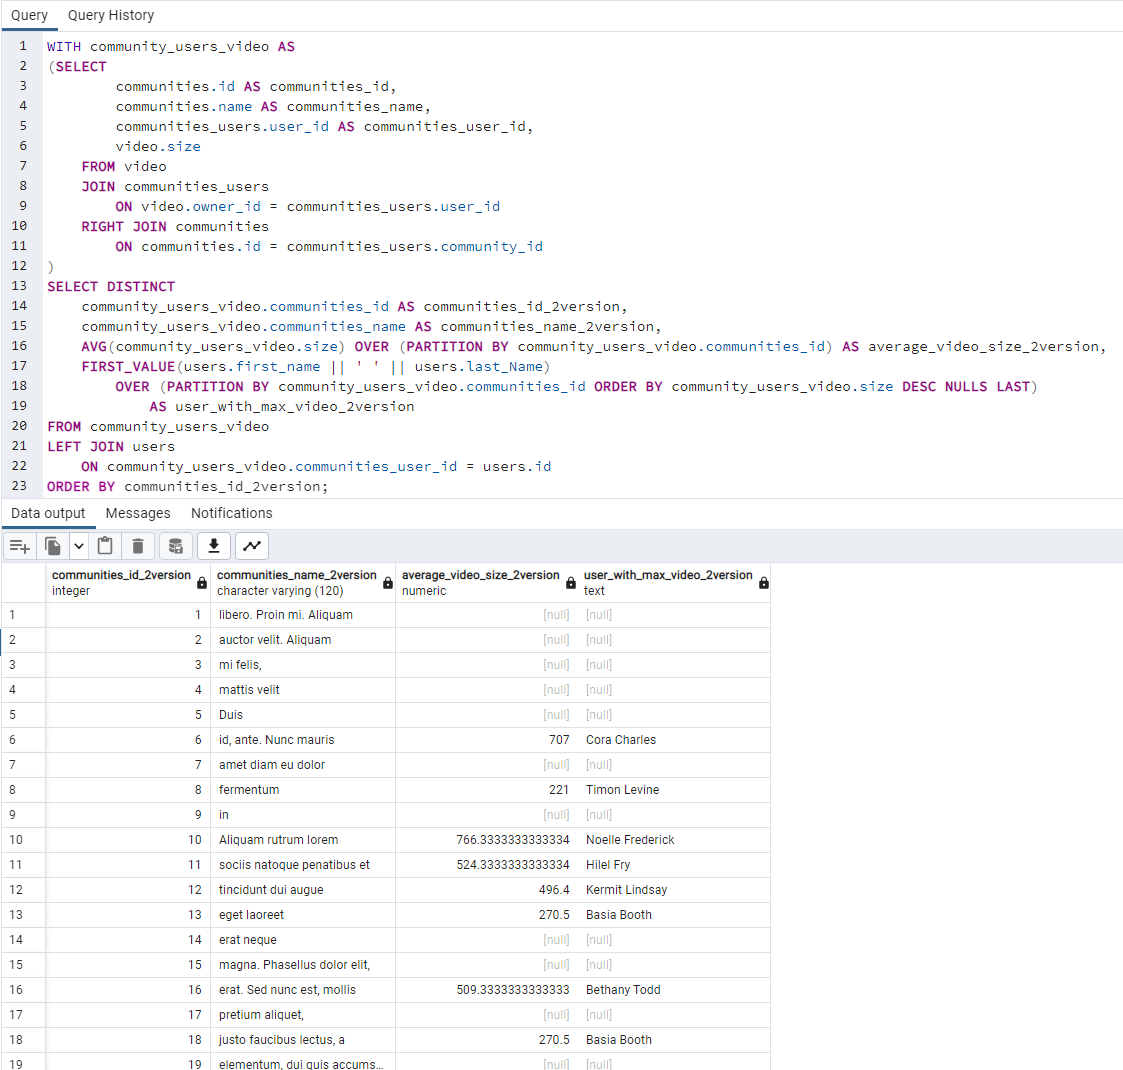 Query Query History
1 WITH community_users_video AS
2 (SELECT
3 communities.id AS communities_id,
4 communities.name AS communities_name,
5 communities_users.user_id AS communities_user_id,
6 video.size
7 FROM video
8 JOIN communities_users
9 ON video.owner_id = communities_users.user_id
10 RIGHT JOIN communities
11 ON communities.id = communities_users.community_id
12 )
13 SELECT DISTINCT
14 community_users_video.communities_id AS communities_id_2version,
15 community_users_video.communities_name AS communities_name_2version,
16 AVG(community_users_video.size) OVER (PARTITION BY community_users_video.communities_id) AS average_video_size_2version,
17 FIRST_VALUE(users.first_name || ' ' || users.last_Name)
18 OVER (PARTITION BY community_users_video.communities_id ORDER BY community_users_video.size DESC NULLS LAST)
19 AS user_with_max_video_2version
20 FROM community_users_video
21 LEFT JOIN users
22 ON community_users_video.communities_user_id = users.id
23 ORDER BY communities_id_2version;
Data output Messages Notifications
communities_id_2version communities_name_2version average_video_size_2version user_with_max_video_2version
integer character varying (120) numeric text
1 1 libero. Proin mi. Aliquam [null] [null]
2 2 auctor velit. Aliquam [null] [null]
3 3 mi felis, [null] [null]
4 4 mattis velit [null] [null]
5 5 Duis [null] [null]
6 6 id, ante. Nunc mauris 707 Cora Charles
7 7 amet diam eu dolor [null] [null]
8 8 fermentum 221 Timon Levine
9 9 in [null] [null]
10 10 Aliquam rutrum lorem 766.3333333333334 Noelle Frederick
11 11 sociis natoque penatibus et 524.3333333333334 Hilel Fry
12 12 tincidunt dui augue 496.4 Kermit Lindsay
13 13 eget laoreet 270.5 Basia Booth
14 14 erat neque [null] [null]
15 15 magna. Phasellus dolor elit, [null] [null]
16 16 erat. Sed nunc est, mollis 509.3333333333333 Bethany Todd
17 17 pretium aliquet, [null] [null]
18 18 justo faucibus lectus, a 270.5 Basia Booth
19 19 elementum, dui quis accums... [null] [null]